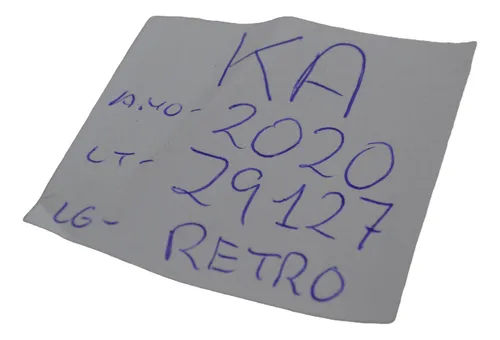 KA
A.NO- 2020
LT- 29127
LG- RETRO